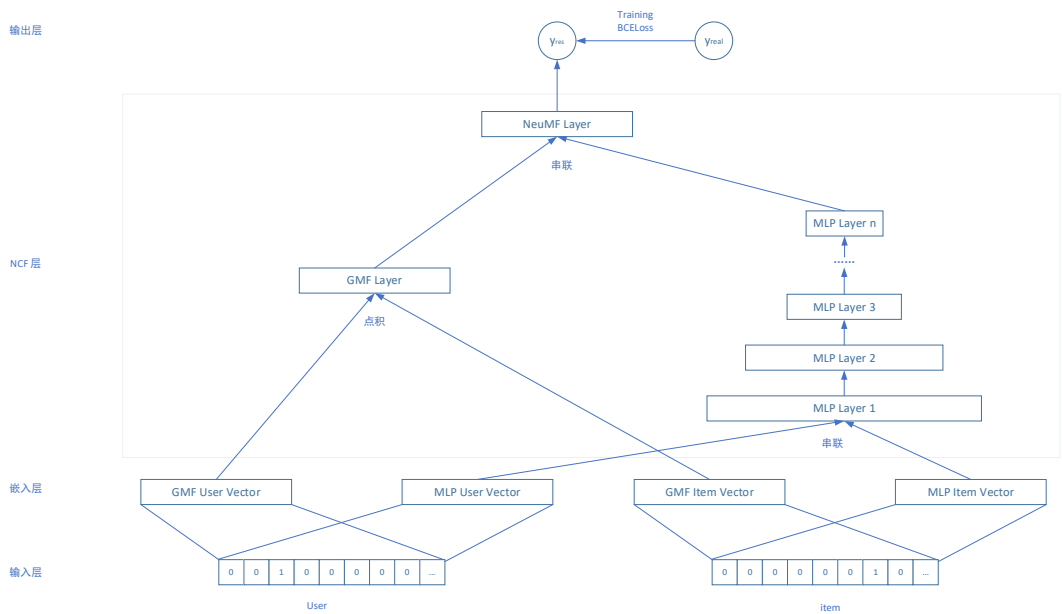 输出层
Training
BCELoss
yres
yreal
NeuMF Layer
串联
MLP Layer n
NCF 层
......
GMF Layer
MLP Layer 3
点积
MLP Layer 2
MLP Layer 1
串联
嵌入层
GMF User Vector
MLP User Vector
GMF Item Vector
MLP Item Vector
输入层
0 0 1 0 0 0 0 0 ...
0 0 0 0 0 0 1 0 ...
User
item